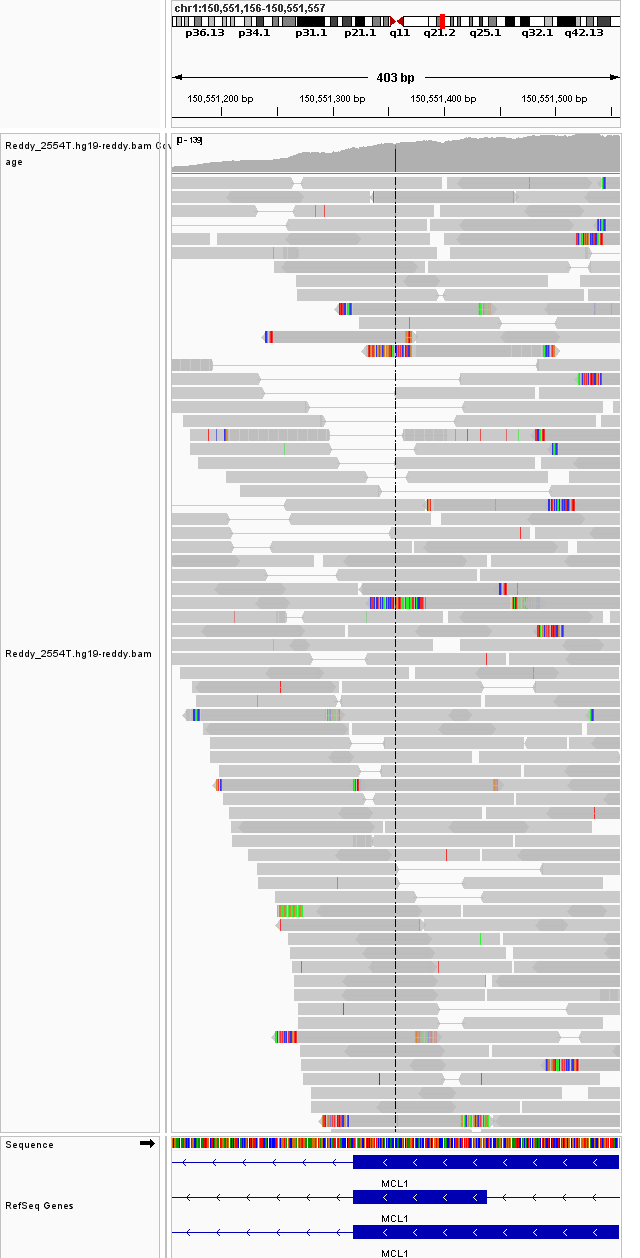 chr1:150,551,156-150,551,557
p36.13 p34.1 p31.1 p21.1 q11 q21.2 q25.1 q32.1 q42.13
403 bp
150,551,200 bp 150,551,300 bp 150,551,400 bp 150,551,500 bp
[0 - 139]
Reddy_2554T.hg19-reddy.bam Cov
age
Reddy_2554T.hg19-reddy.bam
Sequence
MCL1
RefSeq Genes
MCL1
MCL1